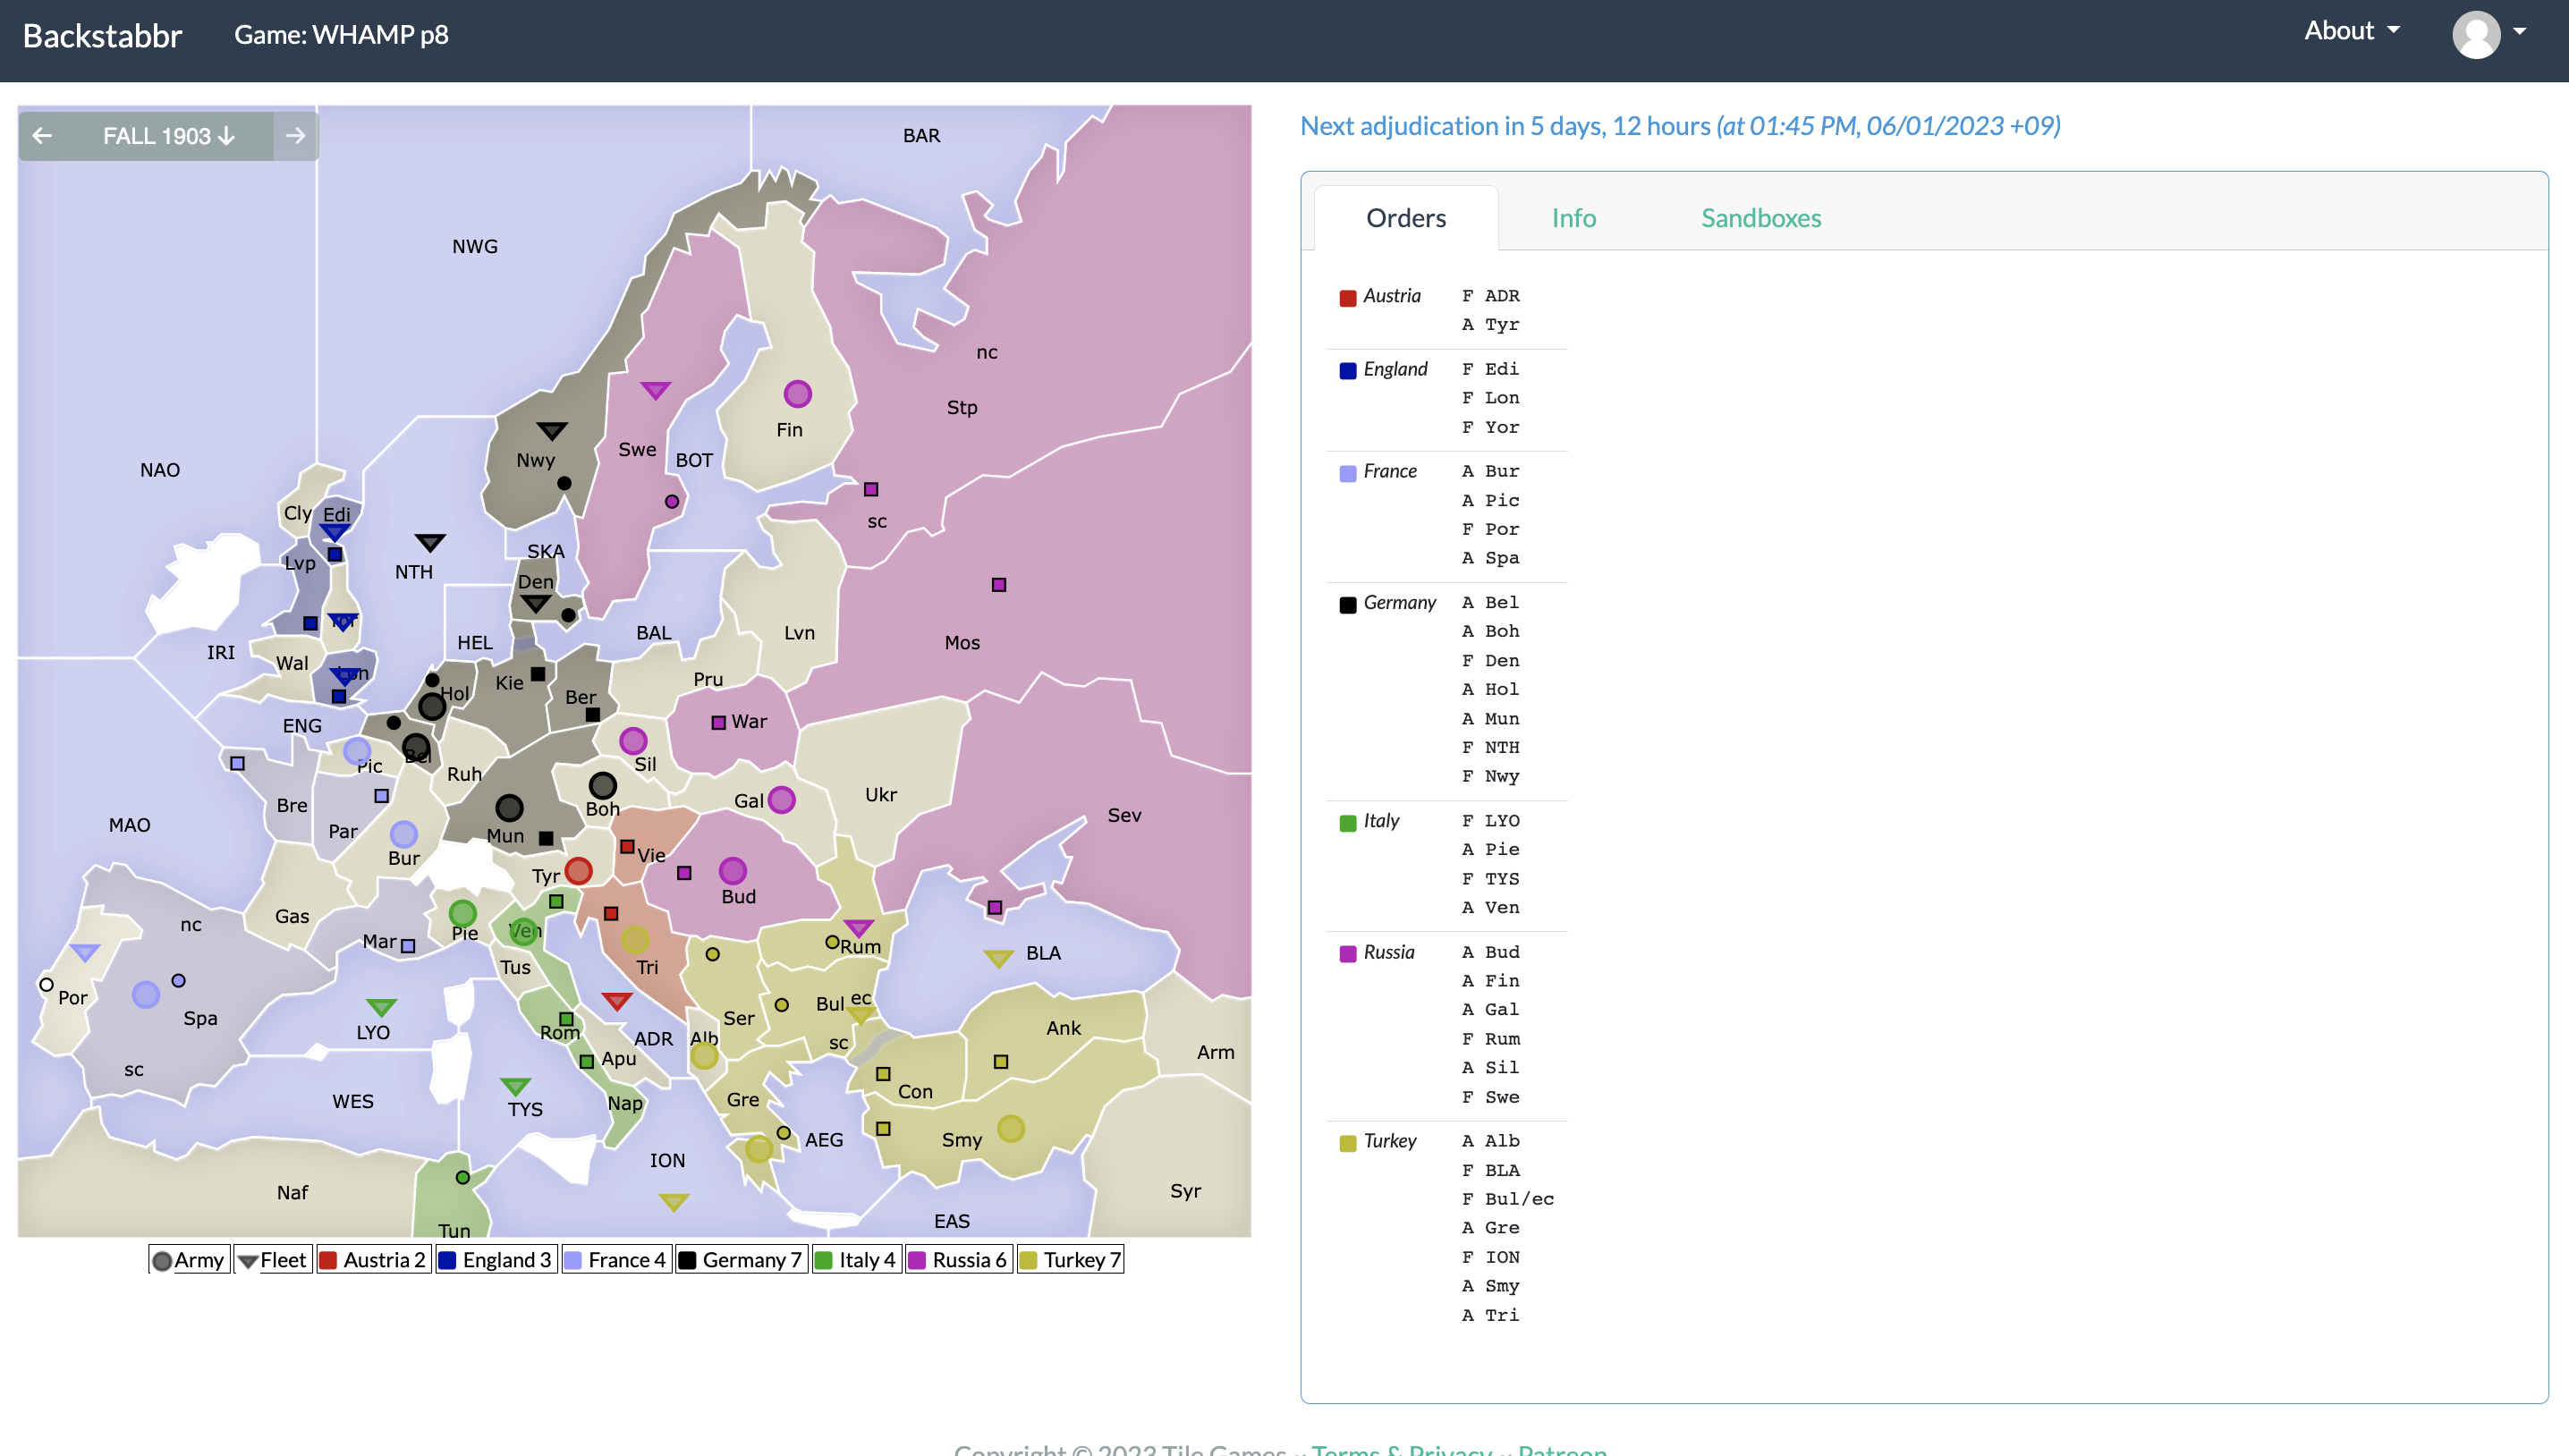 Backstabbr Game: WHAMP p8 About
FALL 1903
Next adjudication in 5 days, 12 hours (at 01:45 PM, 06/01/2023 +09)
Orders Info Sandboxes
BAR
NWG
nc
Stp
Fin
Swe
BOT
Nwy
NAO
sc
Cly
Edi
SKA
Lvp
NTH
Den
HEL
BAL
Lvn
Mos
IRI
Wal
Yor
Lon
Hol
Kie
Ber
Pru
War
ENG
Bel
Pic
Ruh
Sil
Boh
Gal
Ukr
Bre
Par
MAO
Mun
Sev
Bur
Vie
Tyr
Bud
nc
Gas
Mar
Pie
Ven
Rum
BLA
Tus
Tri
Por
Spa
LYO
Rom
ADR
Alb
Ser
Bul
ec
sc
Ank
Apu
Arm
sc
WES
TYS
Nap
Gre
Con
AEG
Smy
ION
Naf
Tun
EAS
Syr
Army Fleet Austria 2 England 3 France 4 Germany 7 Italy 4 Russia 6 Turkey 7
Austria F ADR
A Tyr
England F Edi
F Lon
F Yor
France A Bur
A Pic
F Por
A Spa
Germany A Bel
A Boh
F Den
A Hol
A Mun
F NTH
F Nwy
Italy F LYO
A Pie
F TYS
A Ven
Russia A Bud
A Fin
A Gal
F Rum
A Sil
F Swe
Turkey A Alb
F BLA
F Bul/ec
A Gre
F ION
A Smy
A Tri
Copyright © 2023 Tile Games ~ Terms & Privacy ~ Patreon